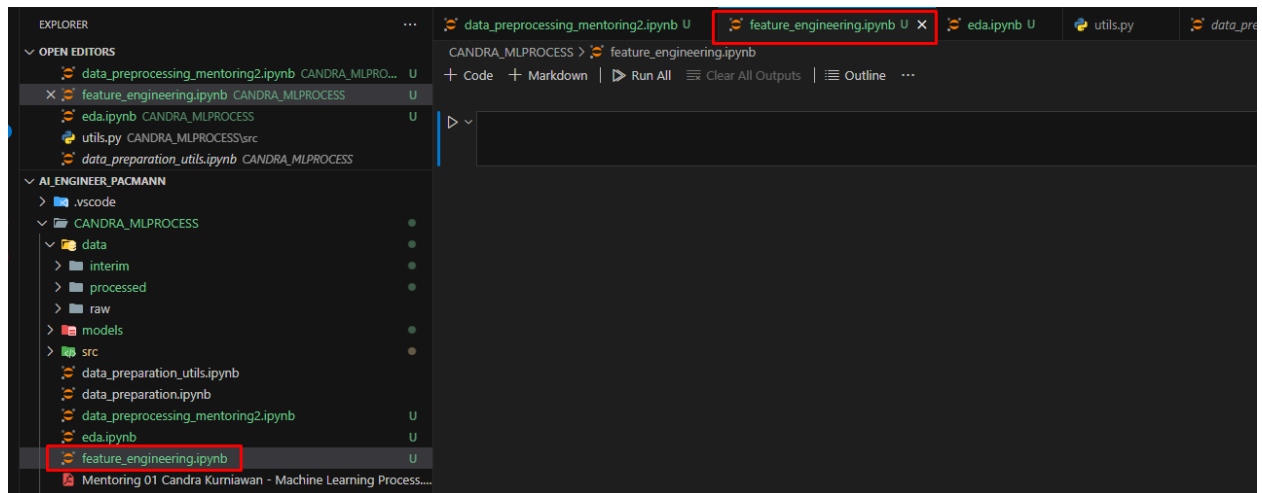 EXPLORER ···
OPEN EDITORS
data_preprocessing_mentoring2.ipynb CANDRA_MLPRO... U
feature_engineering.ipynb CANDRA_MLPROCESS U
eda.ipynb CANDRA_MLPROCESS U
utils.py CANDRA_MLPROCESS\src
data_preparation_utils.ipynb CANDRA_MLPROCESS
AI_ENGINEER_PACMANN
.vscode
CANDRA_MLPROCESS
data
interim
processed
raw
models
src
data_preparation_utils.ipynb
data_preparation.ipynb
data_preprocessing_mentoring2.ipynb U
eda.ipynb U
feature_engineering.ipynb U
Mentoring 01 Candra Kurniawan - Machine Learning Process....
data_preprocessing_mentoring2.ipynb U feature_engineering.ipynb U eda.ipynb U utils.py data_pre
CANDRA_MLPROCESS > feature_engineering.ipynb
+ Code + Markdown | Run All Clear All Outputs | Outline ···